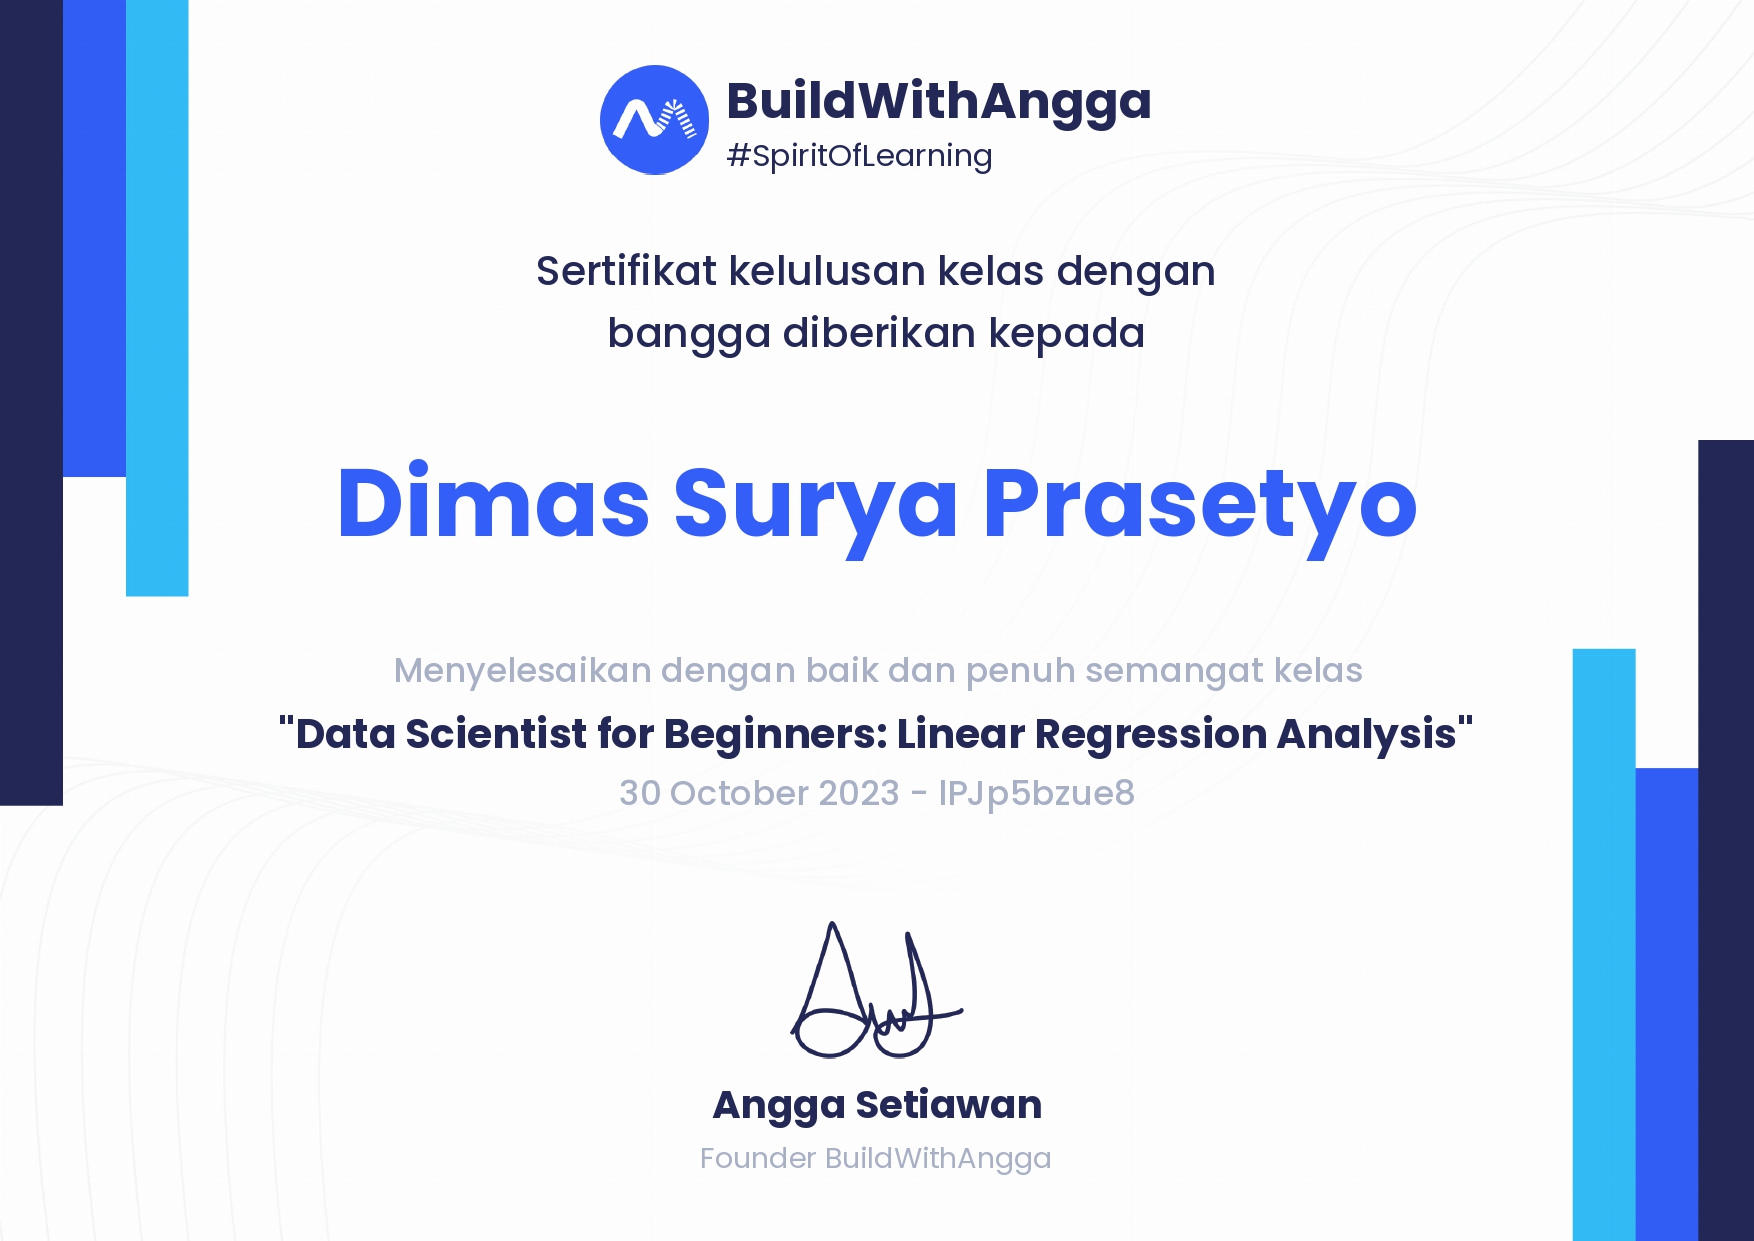 BuildWithAngga
#SpiritOfLearning
Sertifikat kelulusan kelas dengan
bangga diberikan kepada
Dimas Surya Prasetyo
Menyelesaikan dengan baik dan penuh semangat kelas
"Data Scientist for Beginners: Linear Regression Analysis"
30 October 2023 - lPJp5bzue8
Angga Setiawan
Founder BuildWithAngga